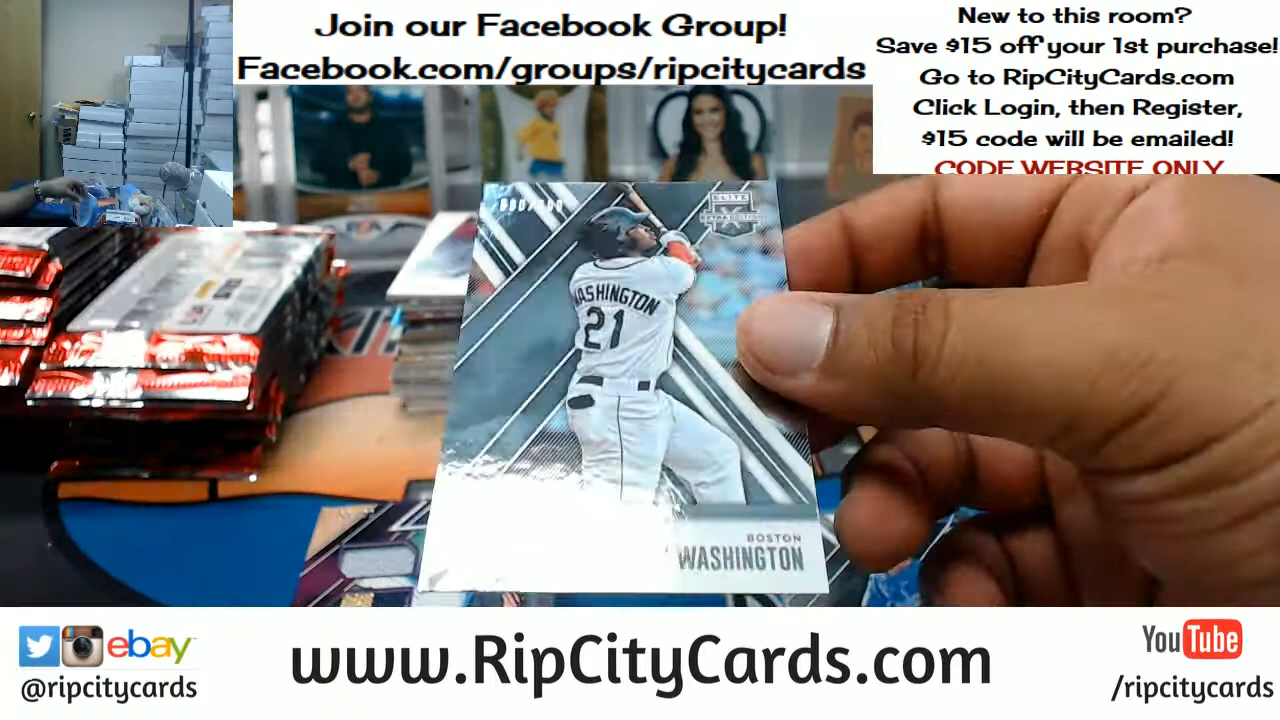 Join our Facebook Group!
Facebook.com/groups/ripcitycards
New to this room?
Save $15 off your 1st purchase!
Go to RipCityCards.com
Click Login, then Register,
$15 code will be emailed!
CODE WEBSITE ONLY
ELITE
WASHINGTON
21
BOSTON
WASHINGTON
ebay
@ripcitycards
www.RipCityCards.com
YouTube
/ripcitycards